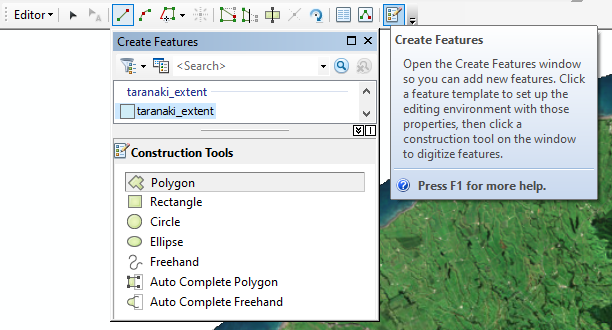 Editor
Create Features
<Search>
taranaki_extent
taranaki_extent
Construction Tools
Polygon
Rectangle
Circle
Ellipse
Freehand
Auto Complete Polygon
Auto Complete Freehand
Create Features
Open the Create Features window
so you can add new features. Click
a feature template to set up the
editing environment with those
properties, then click a
construction tool on the window
to digitize features.
Press F1 for more help.